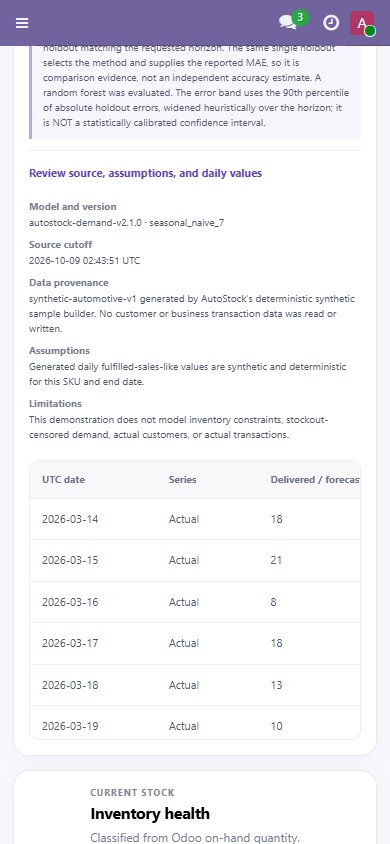 3
A
holdout matching the requested horizon. The same single holdout
selects the method and supplies the reported MAE, so it is
comparison evidence, not an independent accuracy estimate. A
random forest was evaluated. The error band uses the 90th percentile
of absolute holdout errors, widened heuristically over the horizon; it
is NOT a statistically calibrated confidence interval.
Review source, assumptions, and daily values
Model and version
autostock-demand-v2.1.0 · seasonal_naive_7
Source cutoff
2026-10-09 02:43:51 UTC
Data provenance
synthetic-automotive-v1 generated by AutoStock's deterministic synthetic
sample builder. No customer or business transaction data was read or
written.
Assumptions
Generated daily fulfilled-sales-like values are synthetic and deterministic
for this SKU and end date.
Limitations
This demonstration does not model inventory constraints, stockout-
censored demand, actual customers, or actual transactions.
UTC date Series Delivered / forecas
2026-03-14 Actual 18
2026-03-15 Actual 21
2026-03-16 Actual 8
2026-03-17 Actual 18
2026-03-18 Actual 13
2026-03-19 Actual 10
CURRENT STOCK
Inventory health
Classified from Odoo on-hand quantity.